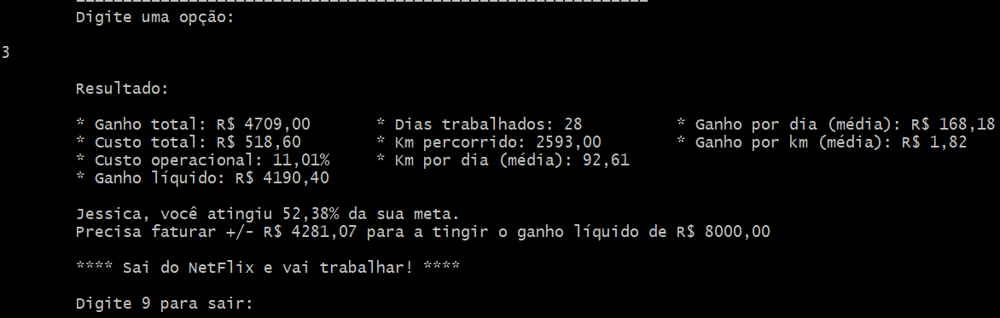 Digite uma opção:
3
Resultado:
* Ganho total: R$ 4709,00 * Dias trabalhados: 28 * Ganho por dia (média): R$ 168,18
* Custo total: R$ 518,60 * Km percorrido: 2593,00 * Ganho por km (média): R$ 1,82
* Custo operacional: 11,01% * Km por dia (média): 92,61
* Ganho líquido: R$ 4190,40
Jessica, você atingiu 52,38% da sua meta.
Precisa faturar +/- R$ 4281,07 para a tingir o ganho líquido de R$ 8000,00
**** Sai do NetFlix e vai trabalhar! ****
Digite 9 para sair: